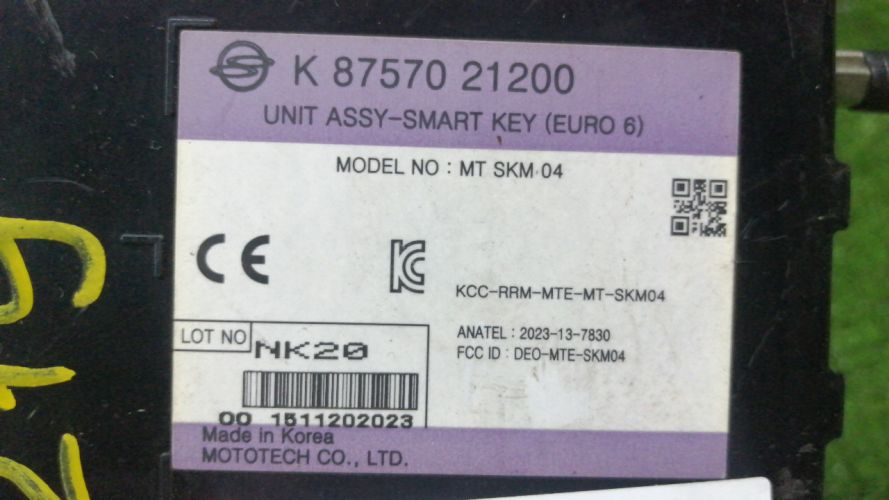 K 87570 21200
UNIT ASSY-SMART KEY (EURO 6)
MODEL NO : MT SKM 04
CE
KCC-RRM-MTE-MT-SKM04
ANATEL : 2023-13-7830
FCC ID : DEO-MTE-SKM04
LOT NO
NK20
00 1511202023
Made in Korea
MOTOTECH CO., LTD.